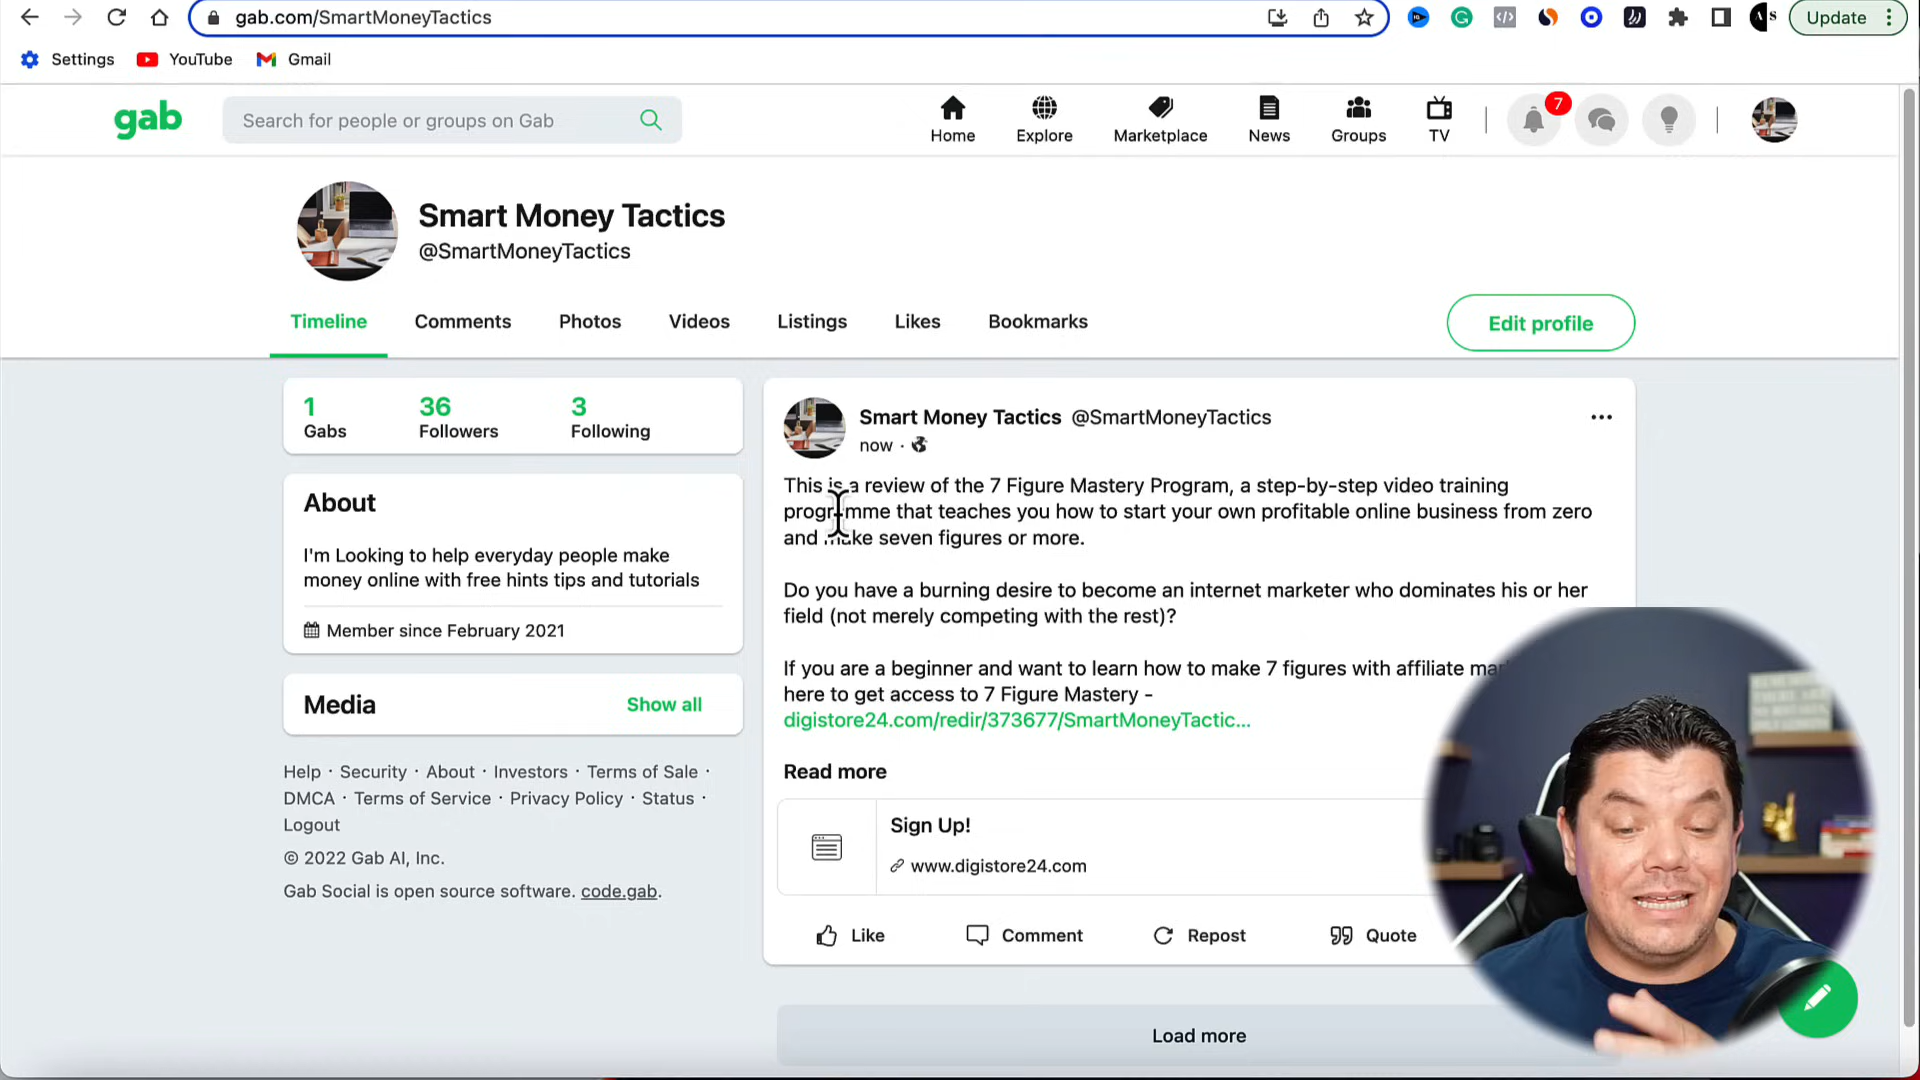 gab.com/SmartMoneyTactics
Update
Settings
YouTube
Gmail
gab
Search for people or groups on Gab
Home
Explore
Marketplace
News
Groups
TV
7
Smart Money Tactics
@SmartMoneyTactics
Timeline
Comments
Photos
Videos
Listings
Likes
Bookmarks
Edit profile
1
36
3
Gabs
Followers
Following
About
I'm Looking to help everyday people make
money online with free hints tips and tutorials
Member since February 2021
Media
Show all
Help · Security · About · Investors · Terms of Sale ·
DMCA · Terms of Service · Privacy Policy · Status ·
Logout
© 2022 Gab AI, Inc.
Gab Social is open source software. code.gab.
Smart Money Tactics @SmartMoneyTactics
now ·
This is a review of the 7 Figure Mastery Program, a step-by-step video training
programme that teaches you how to start your own profitable online business from zero
and make seven figures or more.
Do you have a burning desire to become an internet marketer who dominates his or her
field (not merely competing with the rest)?
If you are a beginner and want to learn how to make 7 figures with affiliate
here to get access to 7 Figure Mastery -
digistore24.com/redir/373677/SmartMoneyTactic...
Read more
Sign Up!
www.digistore24.com
Like
Comment
Repost
Quote
Load more